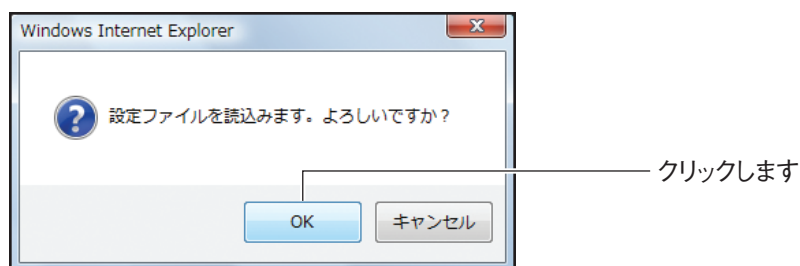 Windows Internet Explorer
設定ファイルを読込みます。よろしいですか？
クリックします
OK
キャンセル